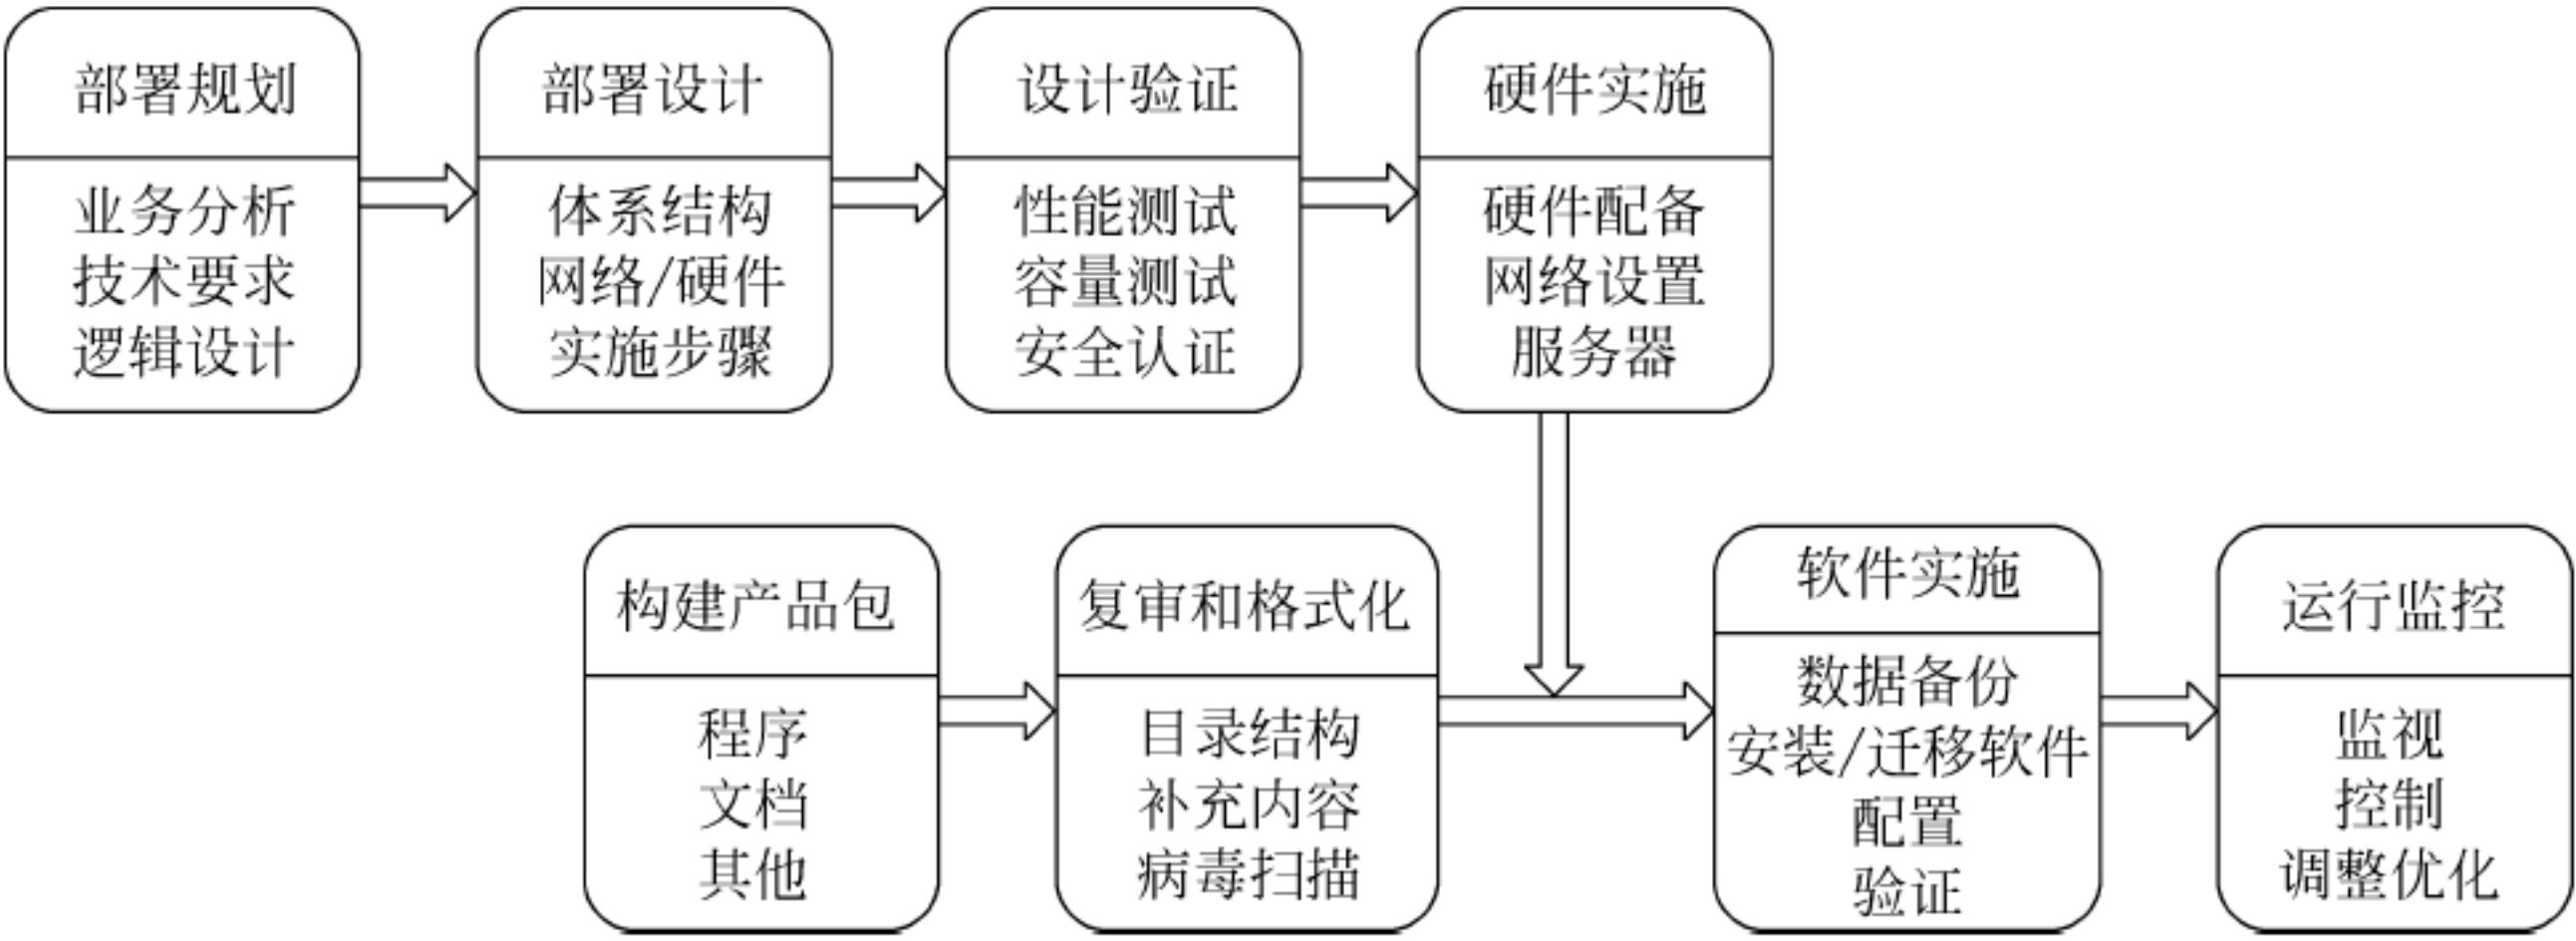 部署规划
业务分析
技术要求
逻辑设计
部署设计
体系结构
网络/硬件
实施步骤
设计验证
性能测试
容量测试
安全认证
硬件实施
硬件配备
网络设置
服务器
构建产品包
程序
文档
其他
复审和格式化
目录结构
补充内容
病毒扫描
软件实施
数据备份
安装/迁移软件
配置
验证
运行监控
监视
控制
调整优化